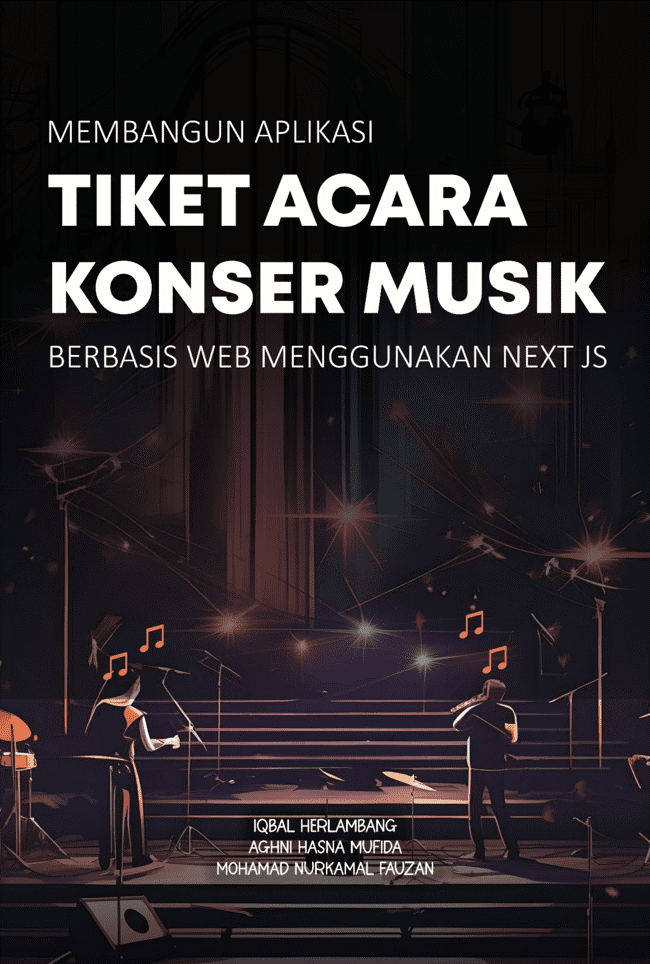 MEMBANGUN APLIKASI
TIKET ACARA
KONSER MUSIK
BERBASIS WEB MENGGUNAKAN NEXT JS
IQBAL HERLAMBANG
AGHNI HASNA MUFIDA
MOHAMAD NURKAMAL FAUZAN